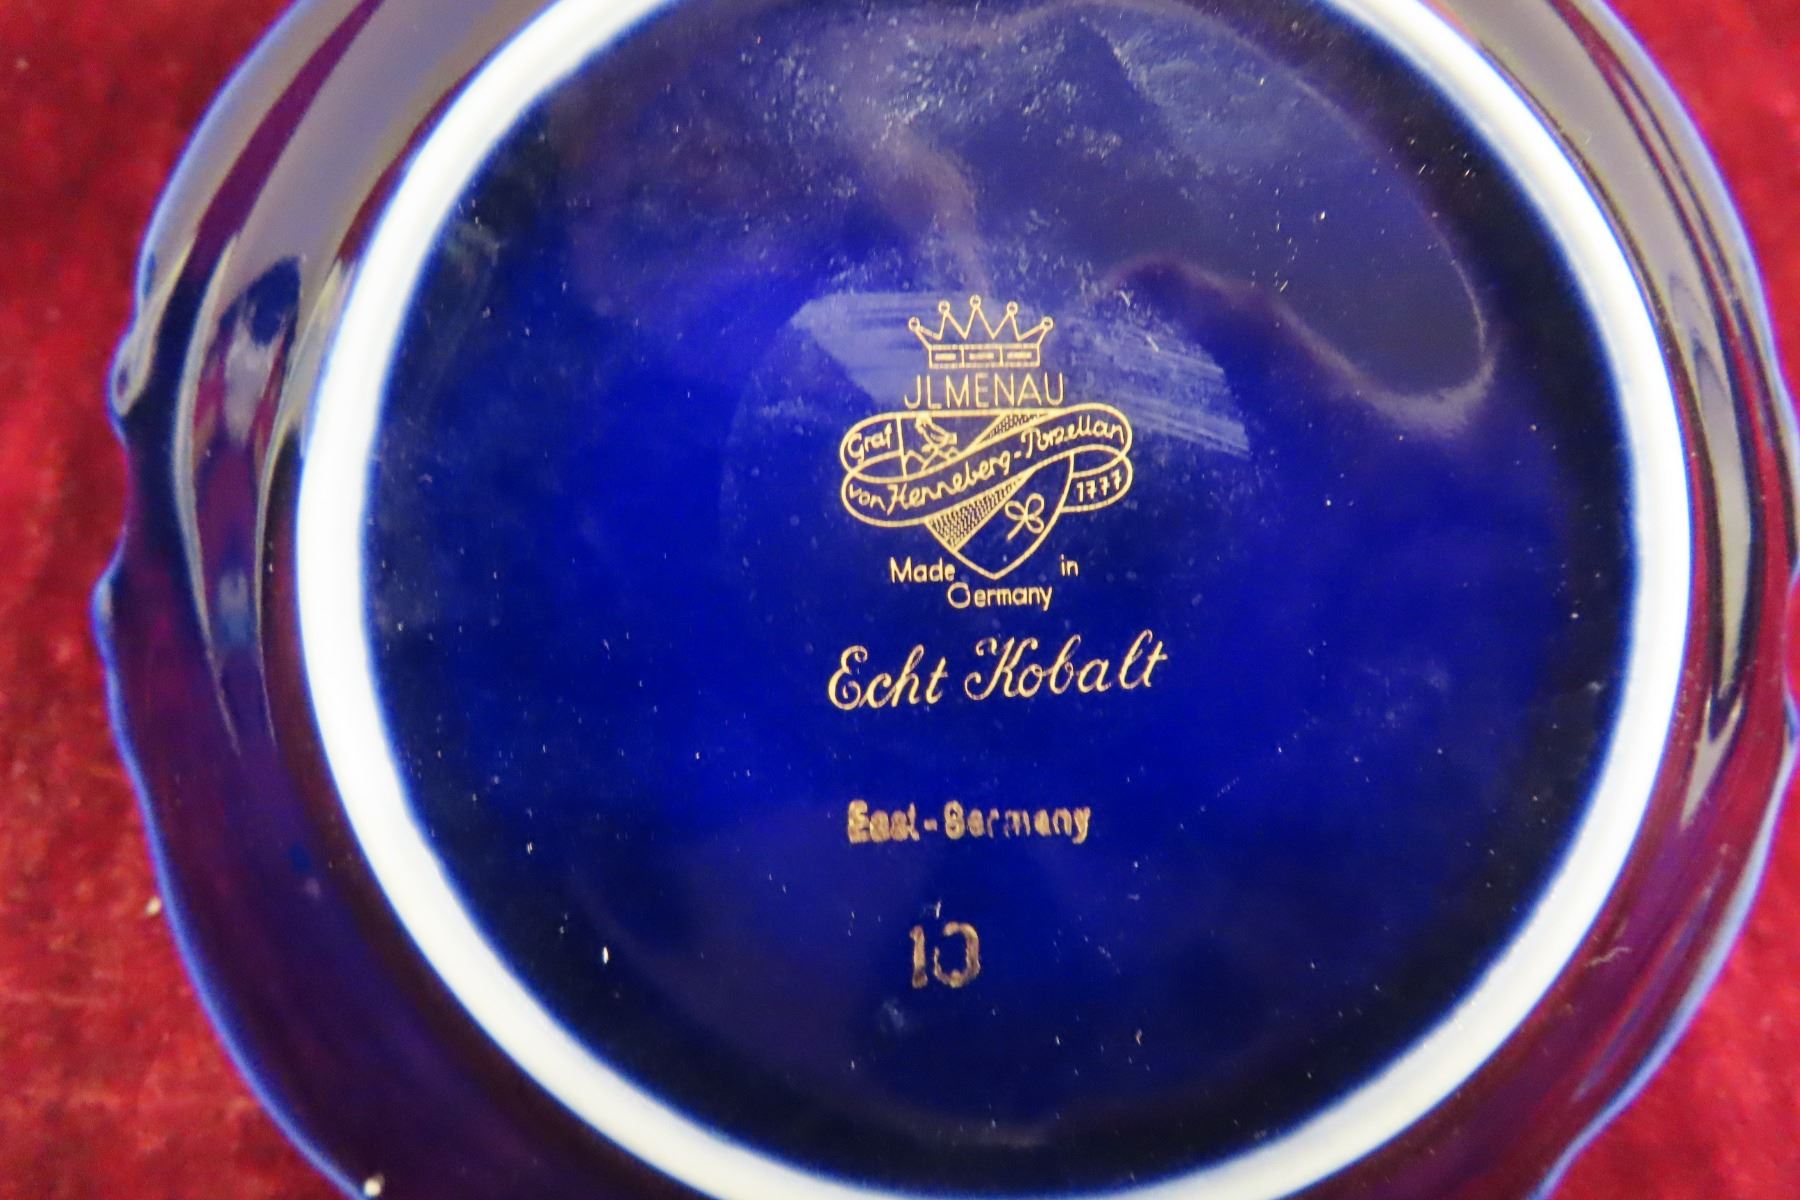 JLMENAU
Graf
von Henneberg-Porzellan
1777
Made in
Germany
Echt Kobalt
East-Germany
10